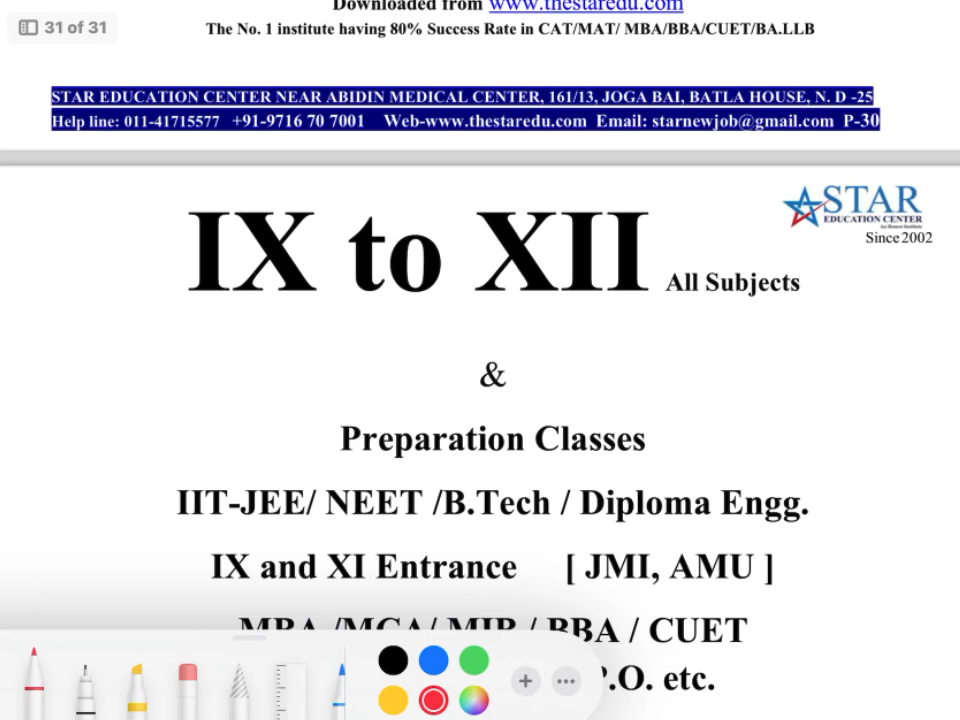 Downloaded from www.thestaredu.com
31 of 31
The No. 1 institute having 80% Success Rate in CAT/MAT/ MBA/BBA/CUET/BA.LLB
STAR EDUCATION CENTER NEAR ABIDIN MEDICAL CENTER, 161/13, JOGA BAI, BATLA HOUSE, N. D -25
Help line: 011-41715577 +91-9716 70 7001 Web-www.thestaredu.com Email: starnewjob@gmail.com P-30
STAR
EDUCATION CENTER
Since 2002
IX to XII All Subjects
&
Preparation Classes
IIT-JEE/ NEET /B.Tech / Diploma Engg.
IX and XI Entrance [ JMI, AMU ]
MBA /MCA/ MIB / BBA / CUET
P.O. etc.